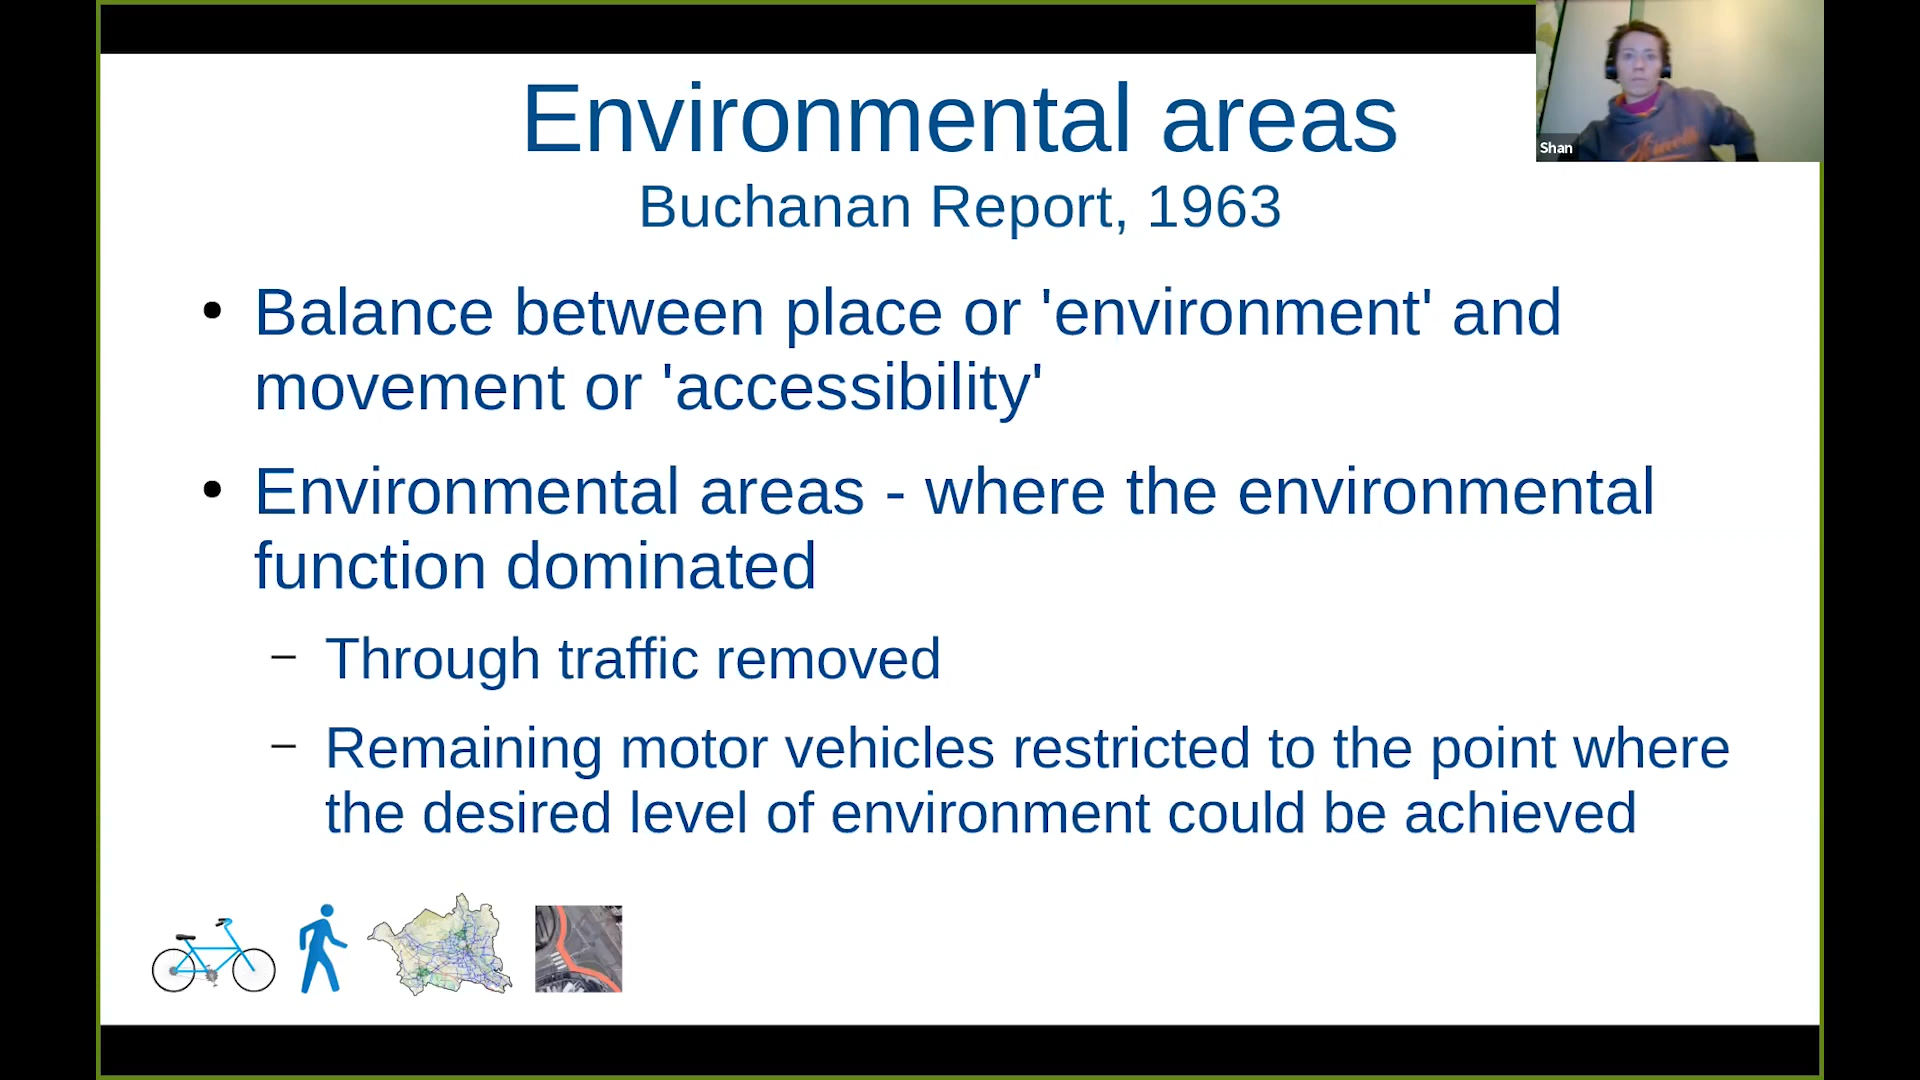 Environmental areas
Buchanan Report, 1963
Shan
● Balance between place or 'environment' and
movement or 'accessibility'
● Environmental areas - where the environmental
function dominated
– Through traffic removed
– Remaining motor vehicles restricted to the point where
the desired level of environment could be achieved